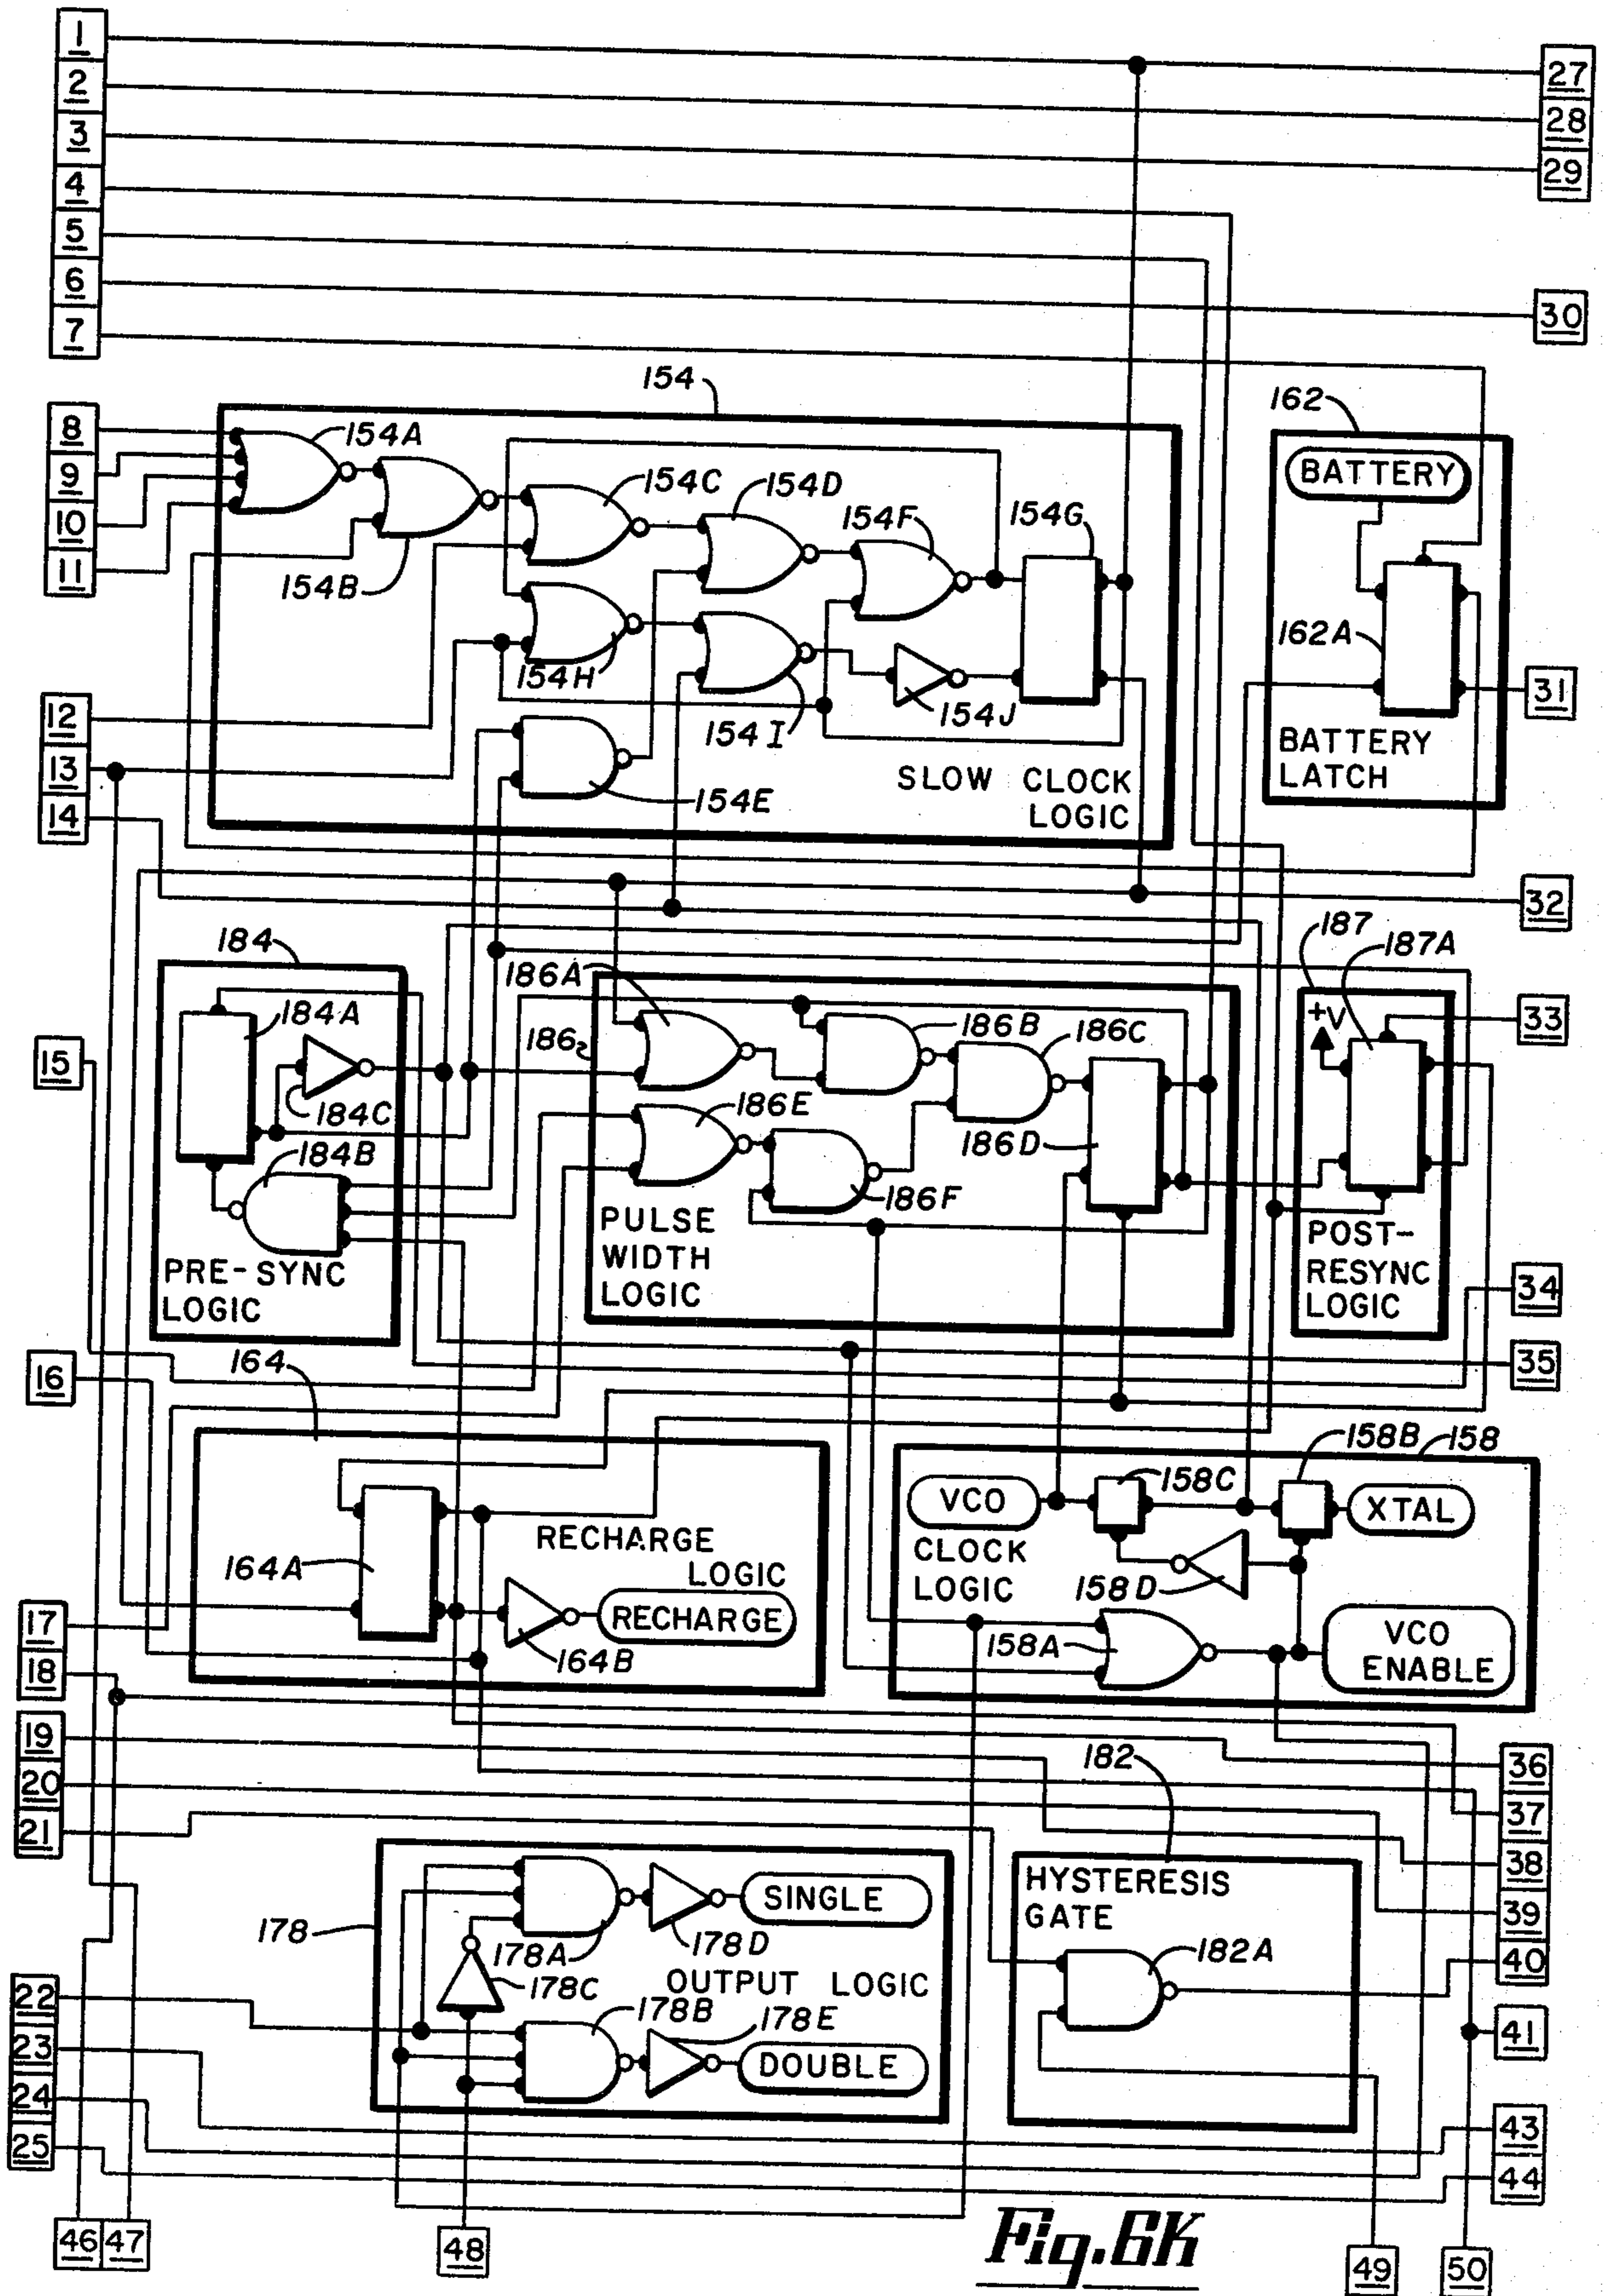 1
27
2
28
3
29
4
5
6
30
7
154
162
8
154A
BATTERY
9
154C
154D
10
154F
154G
11
154B
162A
154H
31
12
154I
154J
BATTERY
LATCH
13
SLOW CLOCK
LOGIC
154E
14
32
184
187
187A
186A
184A
186B
186C
+V
33
186
15
184C
186E
184B
186D
186F
PULSE
WIDTH
LOGIC
POST-
RESYNC
LOGIC
PRE-SYNC
LOGIC
34
164
35
16
158B
158
158C
VCO
XTAL
RECHARGE
LOGIC
CLOCK
LOGIC
164A
158D
RECHARGE
17
158A
VCO
ENABLE
164B
18
19
182
36
20
37
21
38
HYSTERESIS
GATE
SINGLE
39
178
178A
178D
182A
40
178C
OUTPUT LOGIC
22
178B
178E
41
23
DOUBLE
24
43
25
44
46
47
48
Fig. 6K
49
50